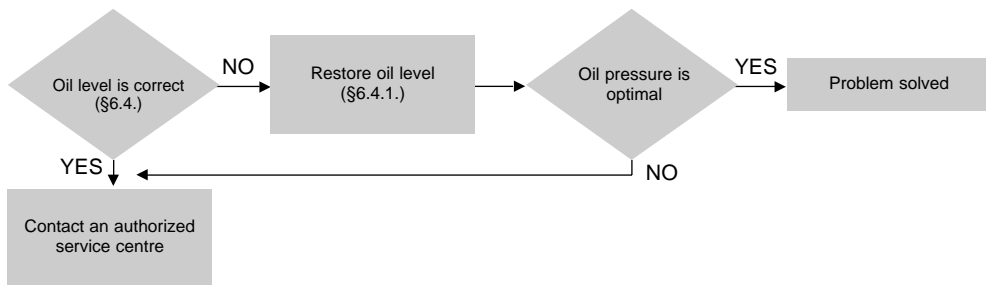 Oil level is correct
(§6.4.)
NO
Restore oil level
(§6.4.1.)
Oil pressure is
optimal
YES
Problem solved
YES
NO
Contact an authorized
service centre